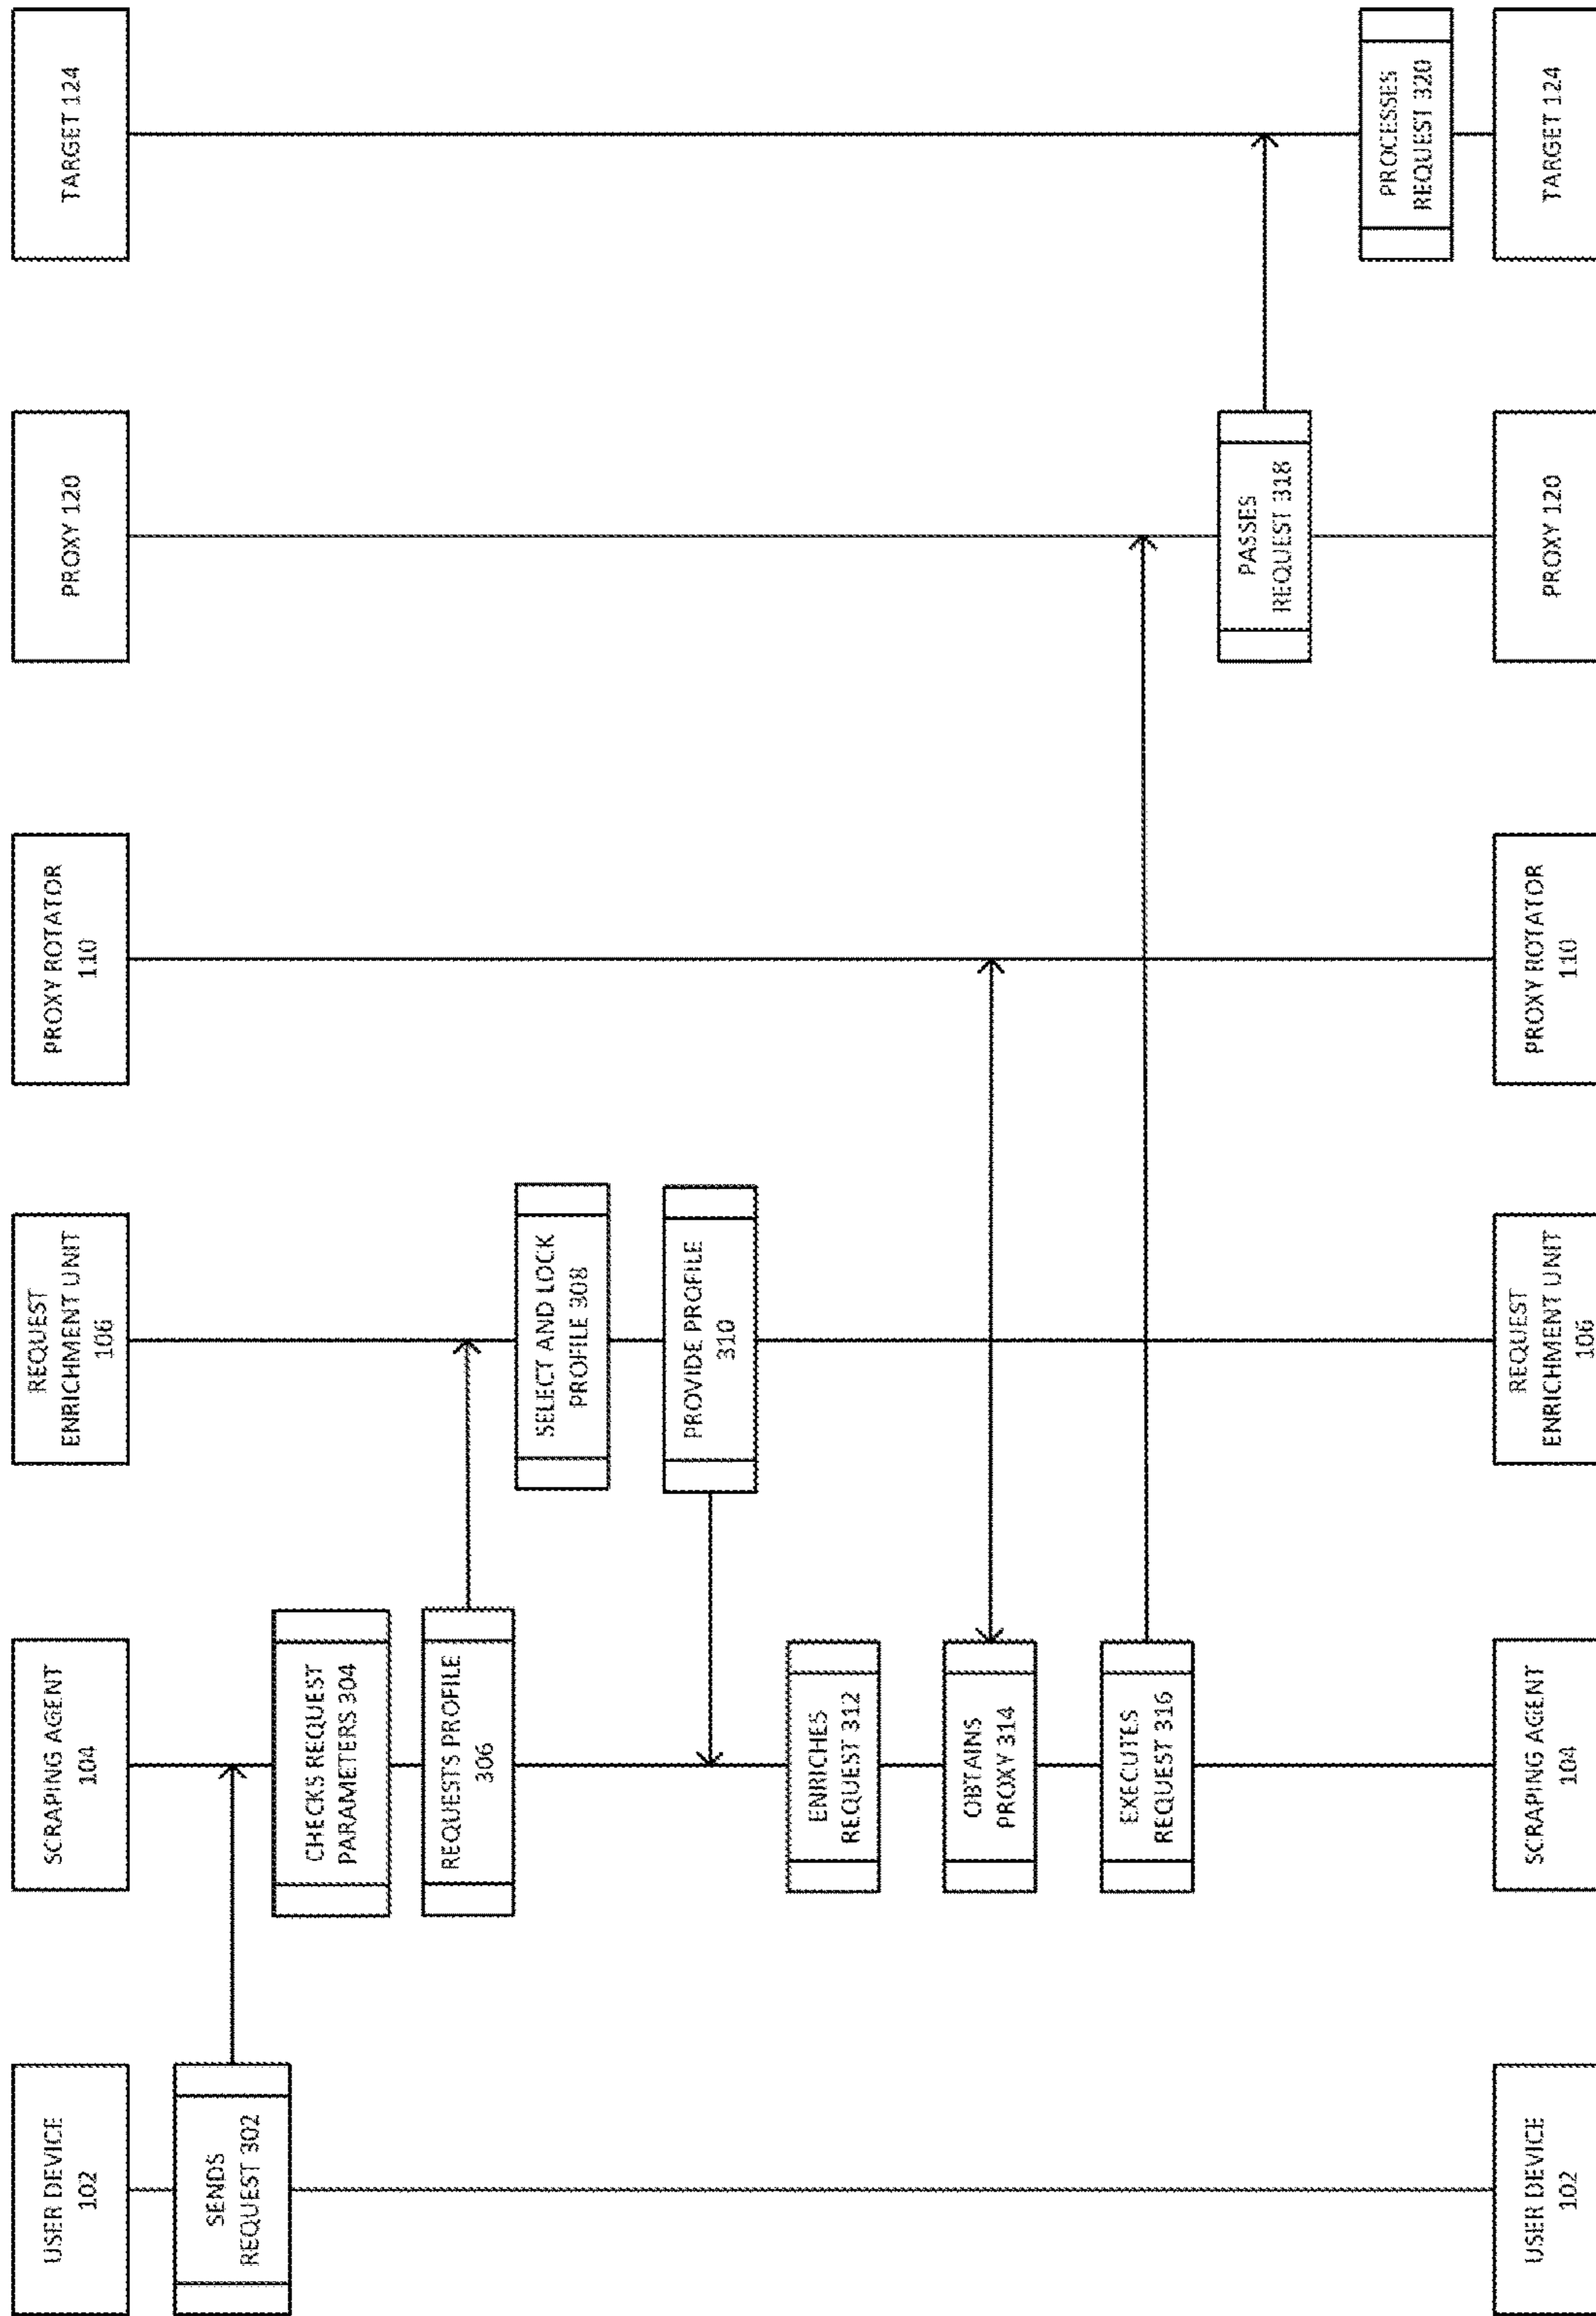 USER DEVICE
102
SCRAPING AGENT
104
REQUEST
ENRICHMENT UNIT
106
PROXY ROTATOR
110
PROXY 120
TARGET 124
SENDS
REQUEST 302
CHECKS REQUEST
PARAMETERS 304
REQUESTS PROFILE
306
SELECT AND LOCK
PROFILE 308
PROVIDE PROFILE
310
ENRICHES
REQUEST 312
OBTAINS
PROXY 314
EXECUTES
REQUEST 316
PASSES
REQUEST 318
PROCESSES
REQUEST 320
USER DEVICE
102
SCRAPING AGENT
104
REQUEST
ENRICHMENT UNIT
106
PROXY ROTATOR
110
PROXY 120
TARGET 124